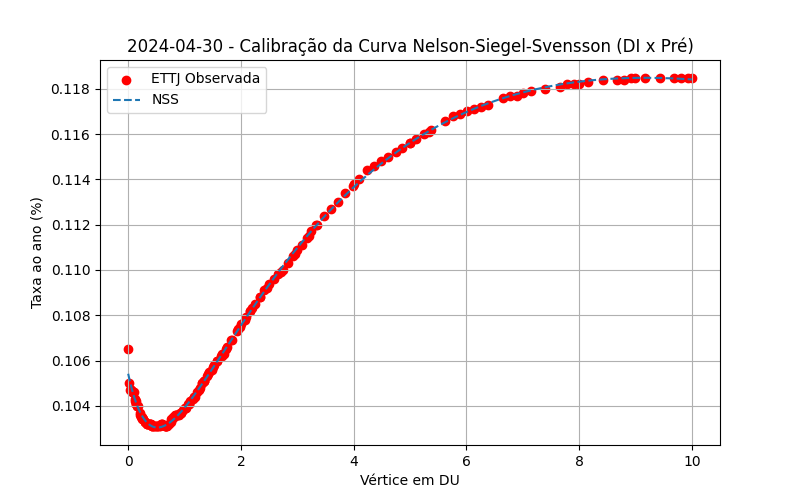 2024-04-30 - Calibração da Curva Nelson-Siegel-Svensson (DI x Pré)
ETTJ Observada
NSS
Taxa ao ano (%)
0.118
0.116
0.114
0.112
0.110
0.108
0.106
0.104
0 2 4 6 8 10
Vértice em DU